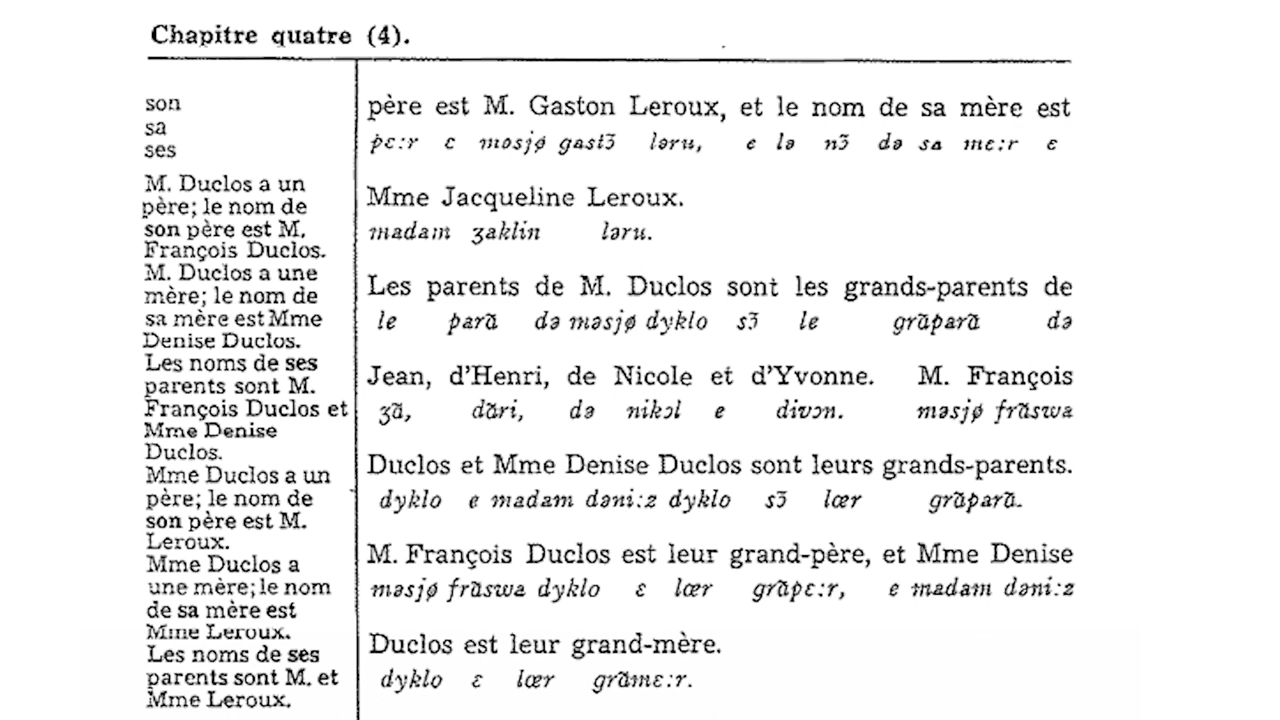 Chapitre quatre (4).
son
sa
ses
M. Duclos a un
père; le nom de
son père est M.
François Duclos.
M. Duclos a une
mère; le nom de
sa mère est Mme
Denise Duclos.
Les noms de ses
parents sont M.
François Duclos et
Mme Denise
Duclos.
Mme Duclos a un
père; le nom de
son père est M.
Leroux.
Mme Duclos a
une mère; le nom
de sa mère est
Mme Leroux.
Les noms de ses
parents sont M. et
Mme Leroux.
père est M. Gaston Leroux, et le nom de sa mère est
pɛ:r ɛ məsjø gastɔ̃ ləru, e lə nɔ̃ də sa mɛ:r ɛ
Mme Jacqueline Leroux.
madam ʒaklin ləru.
Les parents de M. Duclos sont les grands-parents de
le parɑ̃ də məsjø dyklo sɔ̃ le grɑ̃parɑ̃ də
Jean, d'Henri, de Nicole et d'Yvonne. M. François
ʒɑ̃, dɑ̃ri, də nikɔl e divɔn. məsjø frɑ̃swa
Duclos et Mme Denise Duclos sont leurs grands-parents.
dyklo e madam dəni:z dyklo sɔ̃ lœr grɑ̃parɑ̃.
M. François Duclos est leur grand-père, et Mme Denise
məsjø frɑ̃swa dyklo ɛ lœr grɑ̃pɛ:r, e madam dəni:z
Duclos est leur grand-mère.
dyklo ɛ lœr grɑ̃mɛ:r.